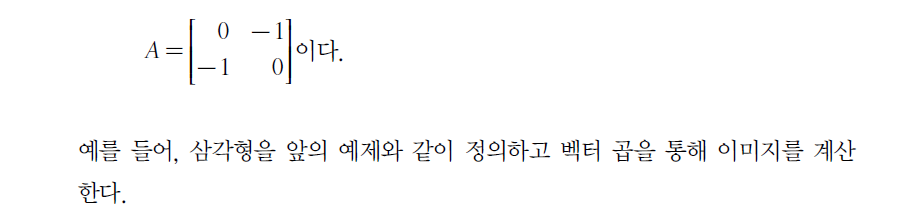 A = [0 −1; −1 0] 이다.
예를 들어, 삼각형을 앞의 예제와 같이 정의하고 벡터 곱을 통해 이미지를 계산
한다.